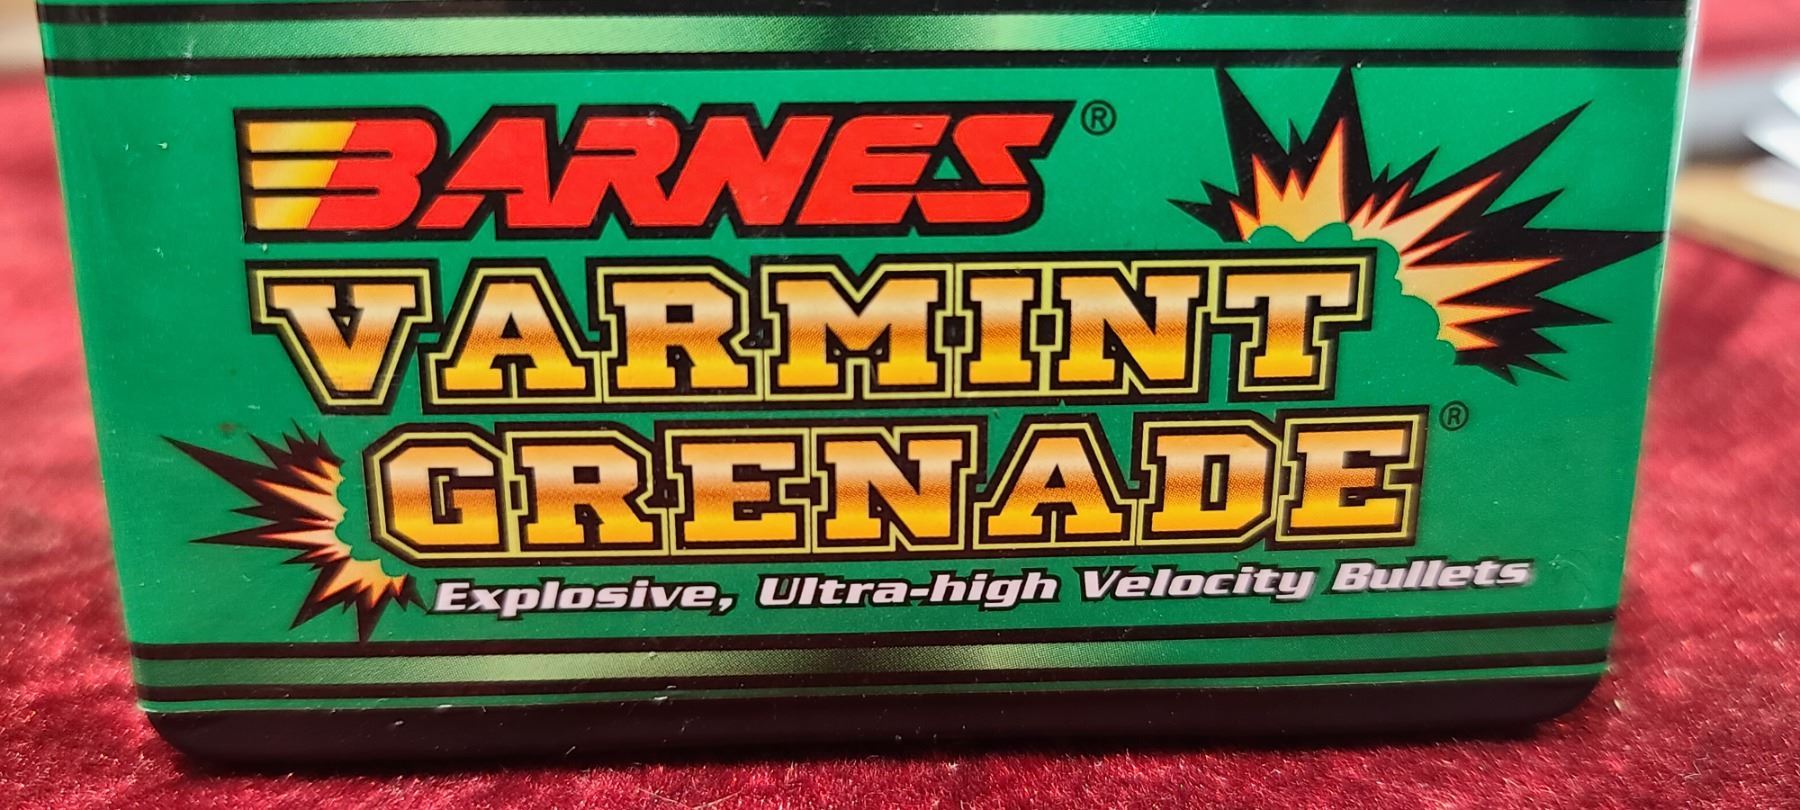 BARNES®
VARMINT
GRENADE®
Explosive, Ultra-high Velocity Bullets